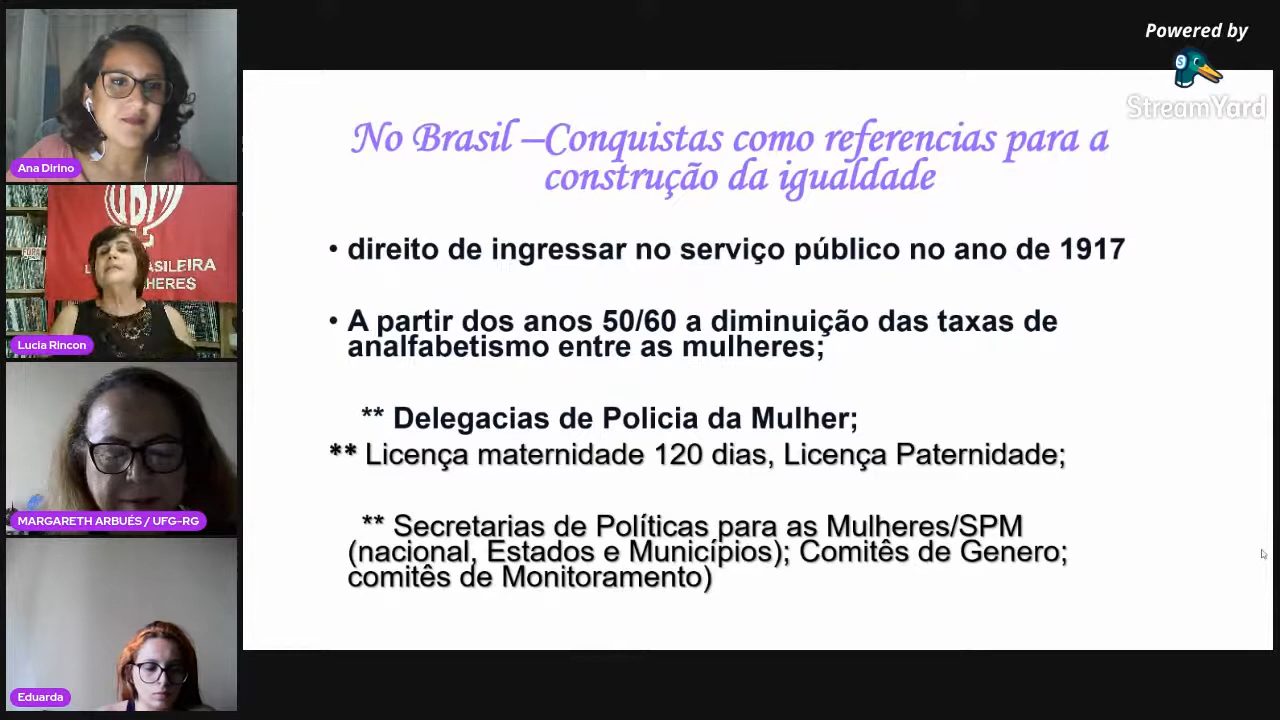 Powered by
StreamYard
Ana Dirino
UBM
BRASILEIRA
Lucia Rincon
MARGARETH ARBUÉS / UFG-RG
Eduarda
No Brasil –Conquistas como referencias para a
construção da igualdade
• direito de ingressar no serviço público no ano de 1917
• A partir dos anos 50/60 a diminuição das taxas de
analfabetismo entre as mulheres;
** Delegacias de Policia da Mulher;
** Licença maternidade 120 dias, Licença Paternidade;
** Secretarias de Políticas para as Mulheres/SPM
(nacional, Estados e Municípios); Comitês de Genero;
comitês de Monitoramento)